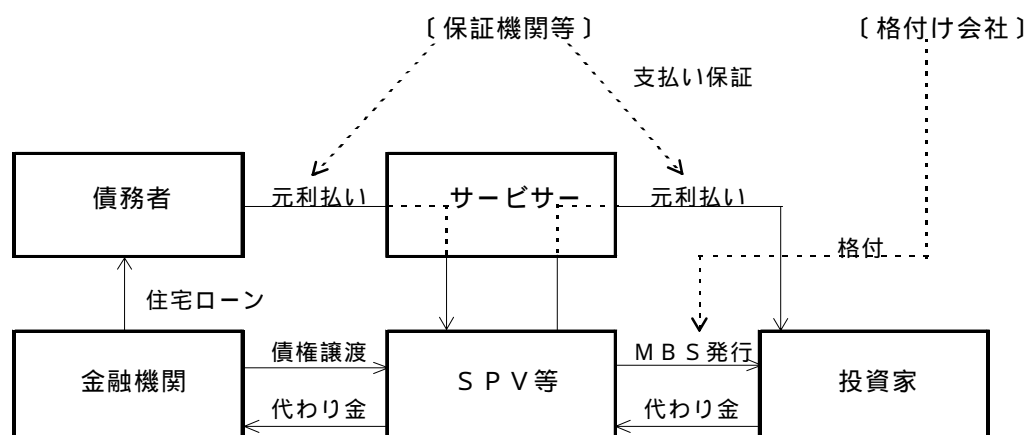 〔保証機関等〕
〔格付け会社〕
支払い保証
債務者
元利払い
サービサー
元利払い
格付
住宅ローン
金融機関
債権譲渡
代わり金
ＳＰＶ等
ＭＢＳ発行
代わり金
投資家